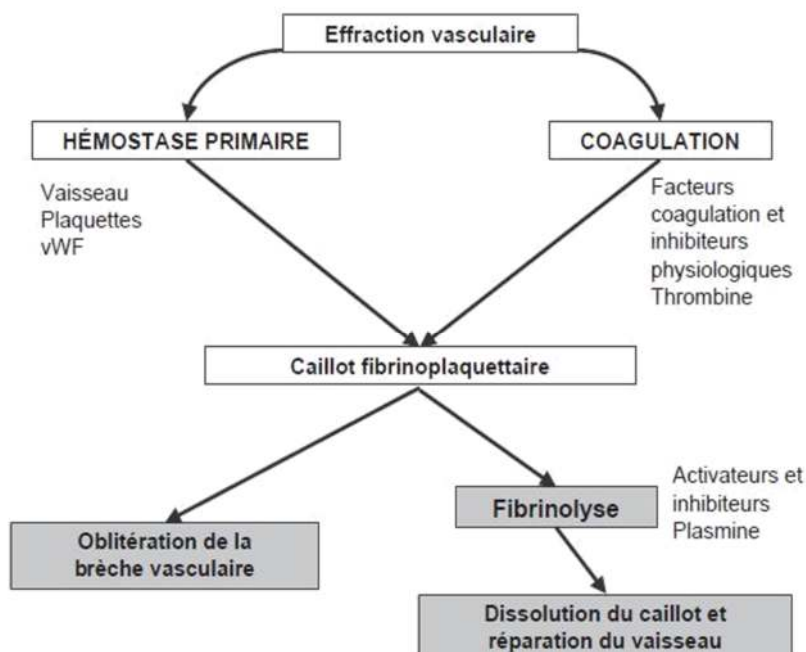 Effraction vasculaire
HÉMOSTASE PRIMAIRE
COAGULATION
Vaisseau
Plaquettes
vWF
Facteurs
coagulation et
inhibiteurs
physiologiques
Thrombine
Caillot fibrinoplaquettaire
Activateurs et
inhibiteurs
Plasmine
Fibrinolyse
Oblitération de la
brèche vasculaire
Dissolution du caillot et
réparation du vaisseau